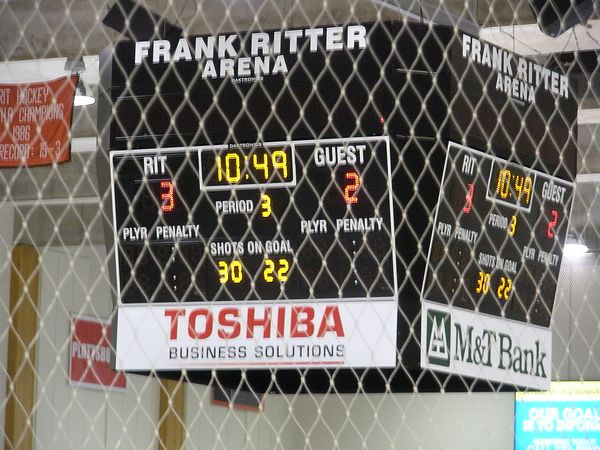 FRANK RITTER
ARENA
DAKTRONICS
RIT 10:49 GUEST
3 PERIOD 3 2
PLYR PENALTY PLYR PENALTY
SHOTS ON GOAL
30 22
TOSHIBA
BUSINESS SOLUTIONS
FRANK RITTER
ARENA
RIT 10:49 GUEST
3 PERIOD 3 2
PLYR PENALTY PLYR PENALTY
SHOTS ON GOAL
30 22
M&T Bank
RIT HOCKEY
CHAMPIONS
1986
RECORD: 15-3
OUR GOAL
IS TO INFORM